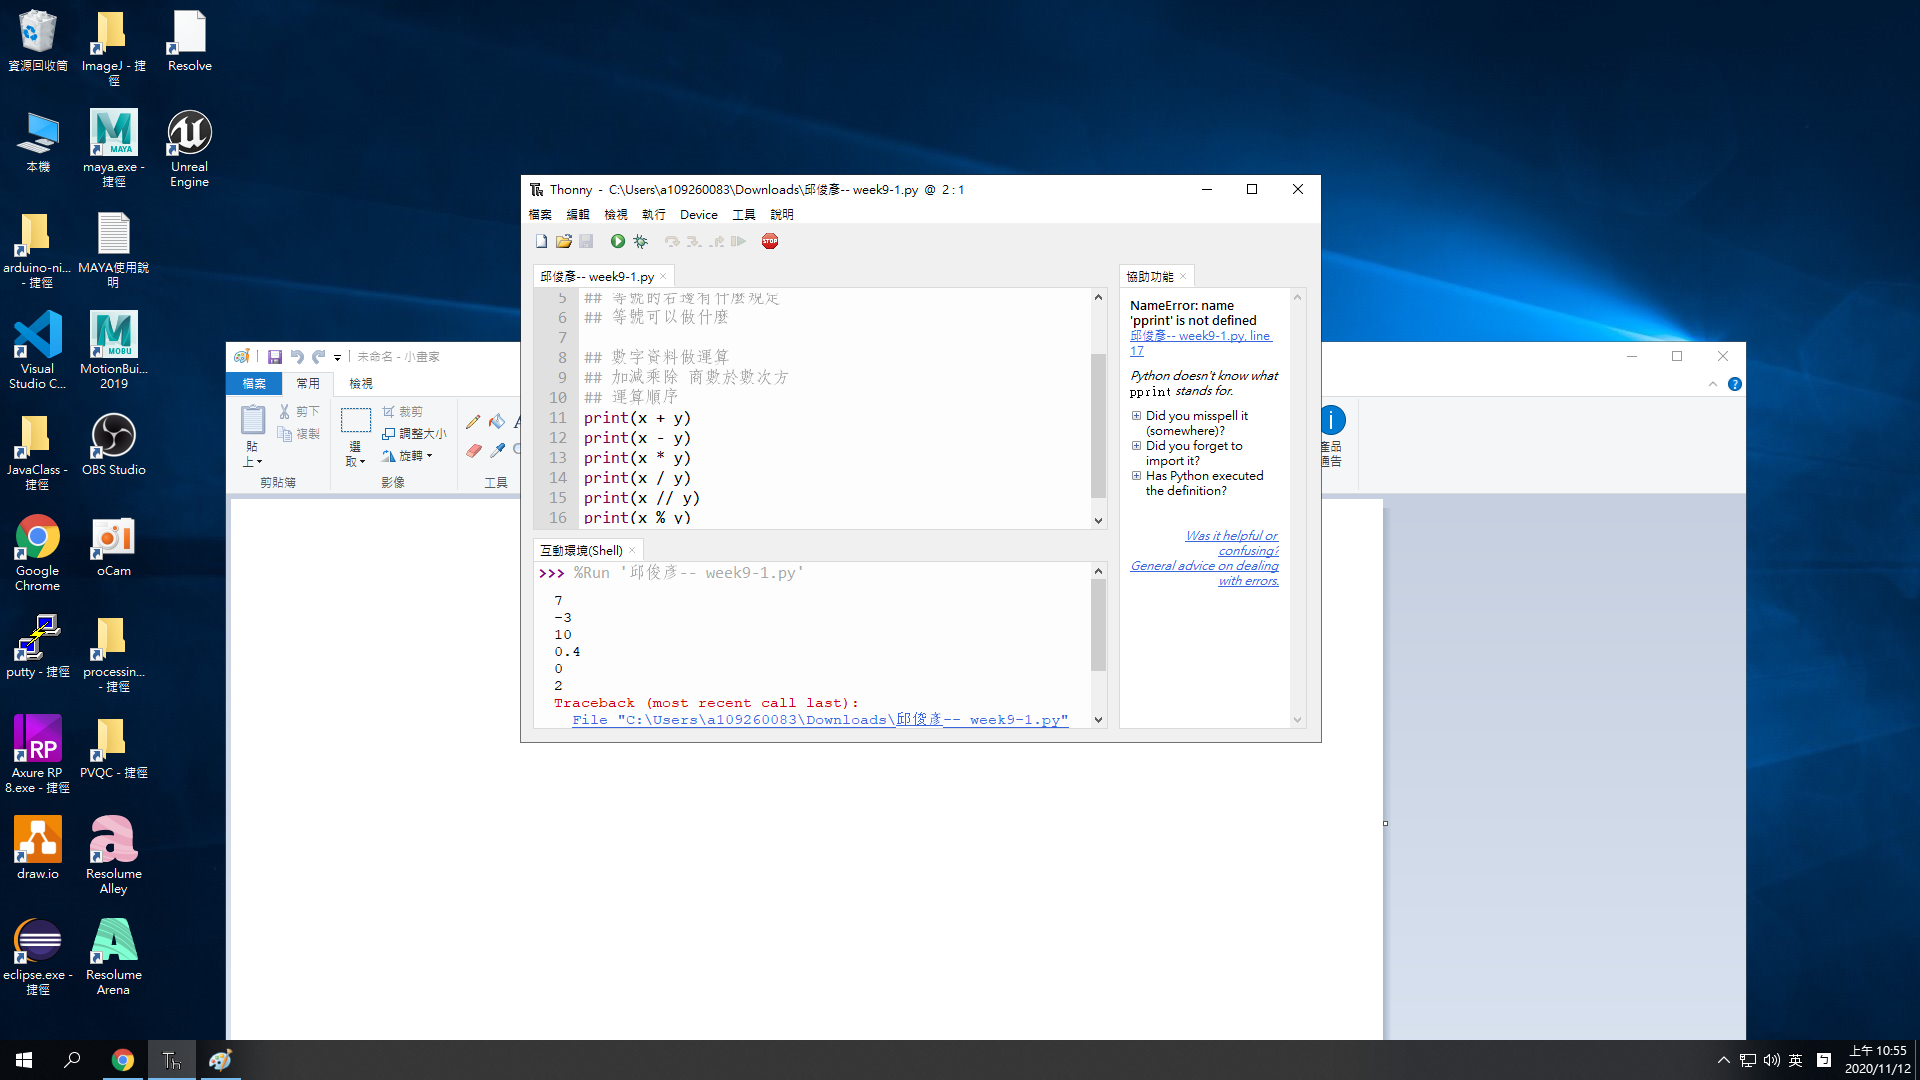 資源回收筒
ImageJ - 捷徑
Resolve
本機
maya.exe - 捷徑
Unreal Engine
arduino-ni... - 捷徑
MAYA使用說明
Visual Studio C...
MotionBui... 2019
JavaClass - 捷徑
OBS Studio
Google Chrome
oCam
putty - 捷徑
processin... - 捷徑
Axure RP 8.exe - 捷徑
PVQC - 捷徑
draw.io
Resolume Alley
eclipse.exe - 捷徑
Resolume Arena
Thonny - C:\Users\a109260083\Downloads\邱俊彥-- week9-1.py @ 2 : 1
檔案 編輯 檢視 執行 Device 工具 說明
STOP
邱俊彥-- week9-1.py
5 ## 等號的右邊有什麼規定
6 ## 等號可以做什麼
7
8 ## 數字資料做運算
9 ## 加減乘除 商數於數次方
10 ## 運算順序
11 print(x + y)
12 print(x - y)
13 print(x * y)
14 print(x / y)
15 print(x // y)
16 print(x % y)
互動環境(Shell)
>>> %Run '邱俊彥-- week9-1.py'
7
-3
10
0.4
0
2
Traceback (most recent call last):
File "C:\Users\a109260083\Downloads\邱俊彥-- week9-1.py"
協助功能
NameError: name
'pprint' is not defined
邱俊彥-- week9-1.py, line
17
Python doesn't know what
pprint stands for.
Did you misspell it
(somewhere)?
Did you forget to
import it?
Has Python executed
the definition?
Was it helpful or
confusing?
General advice on dealing
with errors.
未命名 - 小畫家
檔案 常用 檢視
貼上
剪下
複製
剪貼簿
選取
裁剪
調整大小
旋轉
影像
工具
產品
通告
英
上午 10:55
2020/11/12